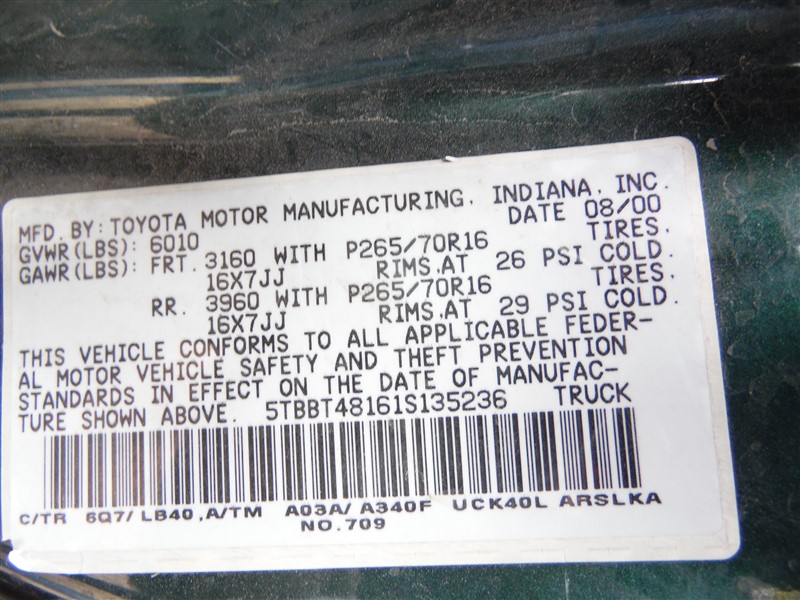 MFD. BY: TOYOTA MOTOR MANUFACTURING, INDIANA, INC.
GVWR(LBS): 6010 DATE 08/00
GAWR(LBS): FRT. 3160 WITH P265/70R16 TIRES.
16X7JJ RIMS.AT 26 PSI COLD.
RR. 3960 WITH P265/70R16 TIRES.
16X7JJ RIMS.AT 29 PSI COLD.
THIS VEHICLE CONFORMS TO ALL APPLICABLE FEDER-
AL MOTOR VEHICLE SAFETY AND THEFT PREVENTION
STANDARDS IN EFFECT ON THE DATE OF MANUFAC-
TURE SHOWN ABOVE. 5TBBT48161S135236 TRUCK
C/TR 6Q7/LB40,A/TM A03A/A340F UCK40L ARSLKA
NO.709